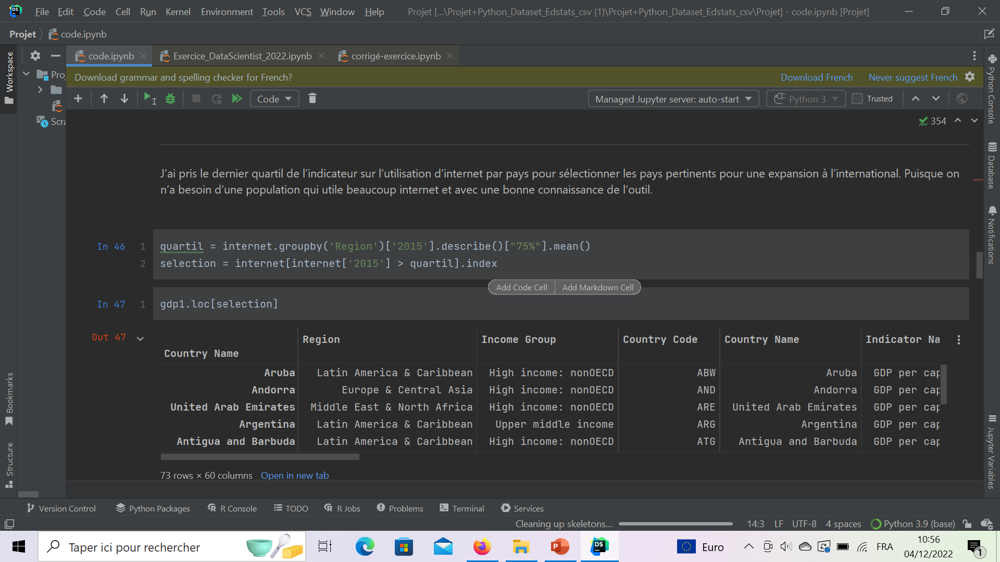 DS File Edit Code Cell Run Kernel Environment Tools VCS Window Help Projet [...\Projet+Python_Dataset_Edstats_csv (1)\Projet+Python_Dataset_Edstats_csv\Projet] - code.ipynb [Projet]
Projet code.ipynb
code.ipynb Exercice_DataScientist_2022.ipynb corrigé-exercice.ipynb
Workspace
Proj
Scra
Download grammar and spelling checker for French? Download French Never suggest French
Code Managed Jupyter server: auto-start Python 3 Trusted
354
J'ai pris le dernier quartil de l'indicateur sur l'utilisation d'internet par pays pour sélectionner les pays pertinents pour une expansion à l'international. Puisque on
n'a besoin d'une population qui utile beaucoup internet et avec une bonne connaissance de l'outil.
In 46 1 quartil = internet.groupby('Region')['2015'].describe()["75%"].mean()
2 selection = internet[internet['2015'] > quartil].index
Add Code Cell Add Markdown Cell
In 47 1 gdp1.loc[selection]
Out 47
Region Income Group Country Code Country Name Indicator Na
Country Name
Aruba Latin America & Caribbean High income: nonOECD ABW Aruba GDP per cap
Andorra Europe & Central Asia High income: nonOECD AND Andorra GDP per cap
United Arab Emirates Middle East & North Africa High income: nonOECD ARE United Arab Emirates GDP per cap
Argentina Latin America & Caribbean Upper middle income ARG Argentina GDP per cap
Antigua and Barbuda Latin America & Caribbean High income: nonOECD ATG Antigua and Barbuda GDP per cap
73 rows × 60 columns Open in new tab
Bookmarks
Structure
Python Console
Database
Notifications
Jupyter Variables
Version Control Python Packages R Console TODO R Jobs Problems Terminal Services
Cleaning up skeletons... 14:3 LF UTF-8 4 spaces Python 3.9 (base)
Taper ici pour rechercher DS Euro FRA 10:56
04/12/2022 1